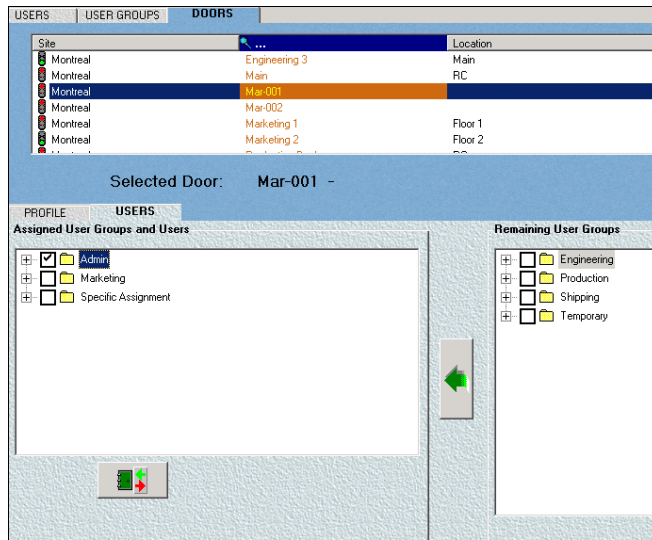 USERS USER GROUPS DOORS
Site ... Location
Montreal Engineering 3 Main
Montreal Main RC
Montreal Mar-001
Montreal Mar-002
Montreal Marketing 1 Floor 1
Montreal Marketing 2 Floor 2
Selected Door: Mar-001 -
PROFILE USERS
Assigned User Groups and Users Remaining User Groups
Admin Engineering
Marketing Production
Specific Assignment Shipping
Temporary